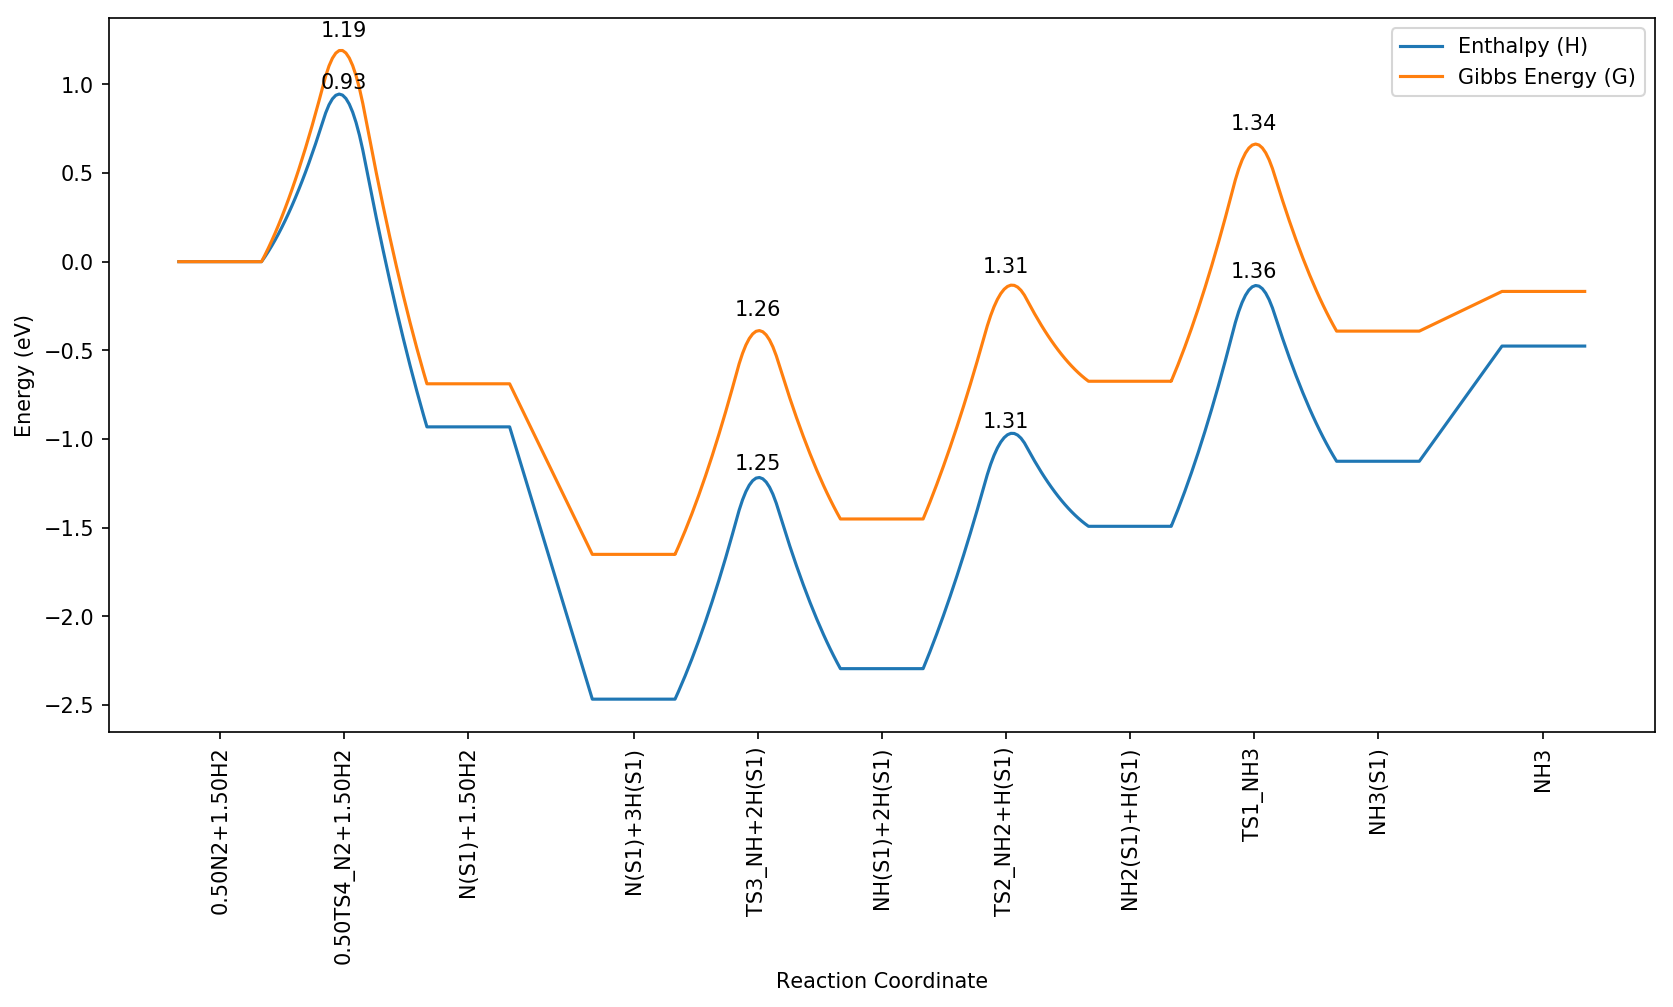 Enthalpy (H)
Gibbs Energy (G)
1.19
0.93
1.26
1.25
1.31
1.31
1.34
1.36
Energy (eV)
1.0
0.5
0.0
−0.5
−1.0
−1.5
−2.0
−2.5
0.50N2+1.50H2
0.50TS4_N2+1.50H2
N(S1)+1.50H2
N(S1)+3H(S1)
TS3_NH+2H(S1)
NH(S1)+2H(S1)
TS2_NH2+H(S1)
NH2(S1)+H(S1)
TS1_NH3
NH3(S1)
NH3
Reaction Coordinate